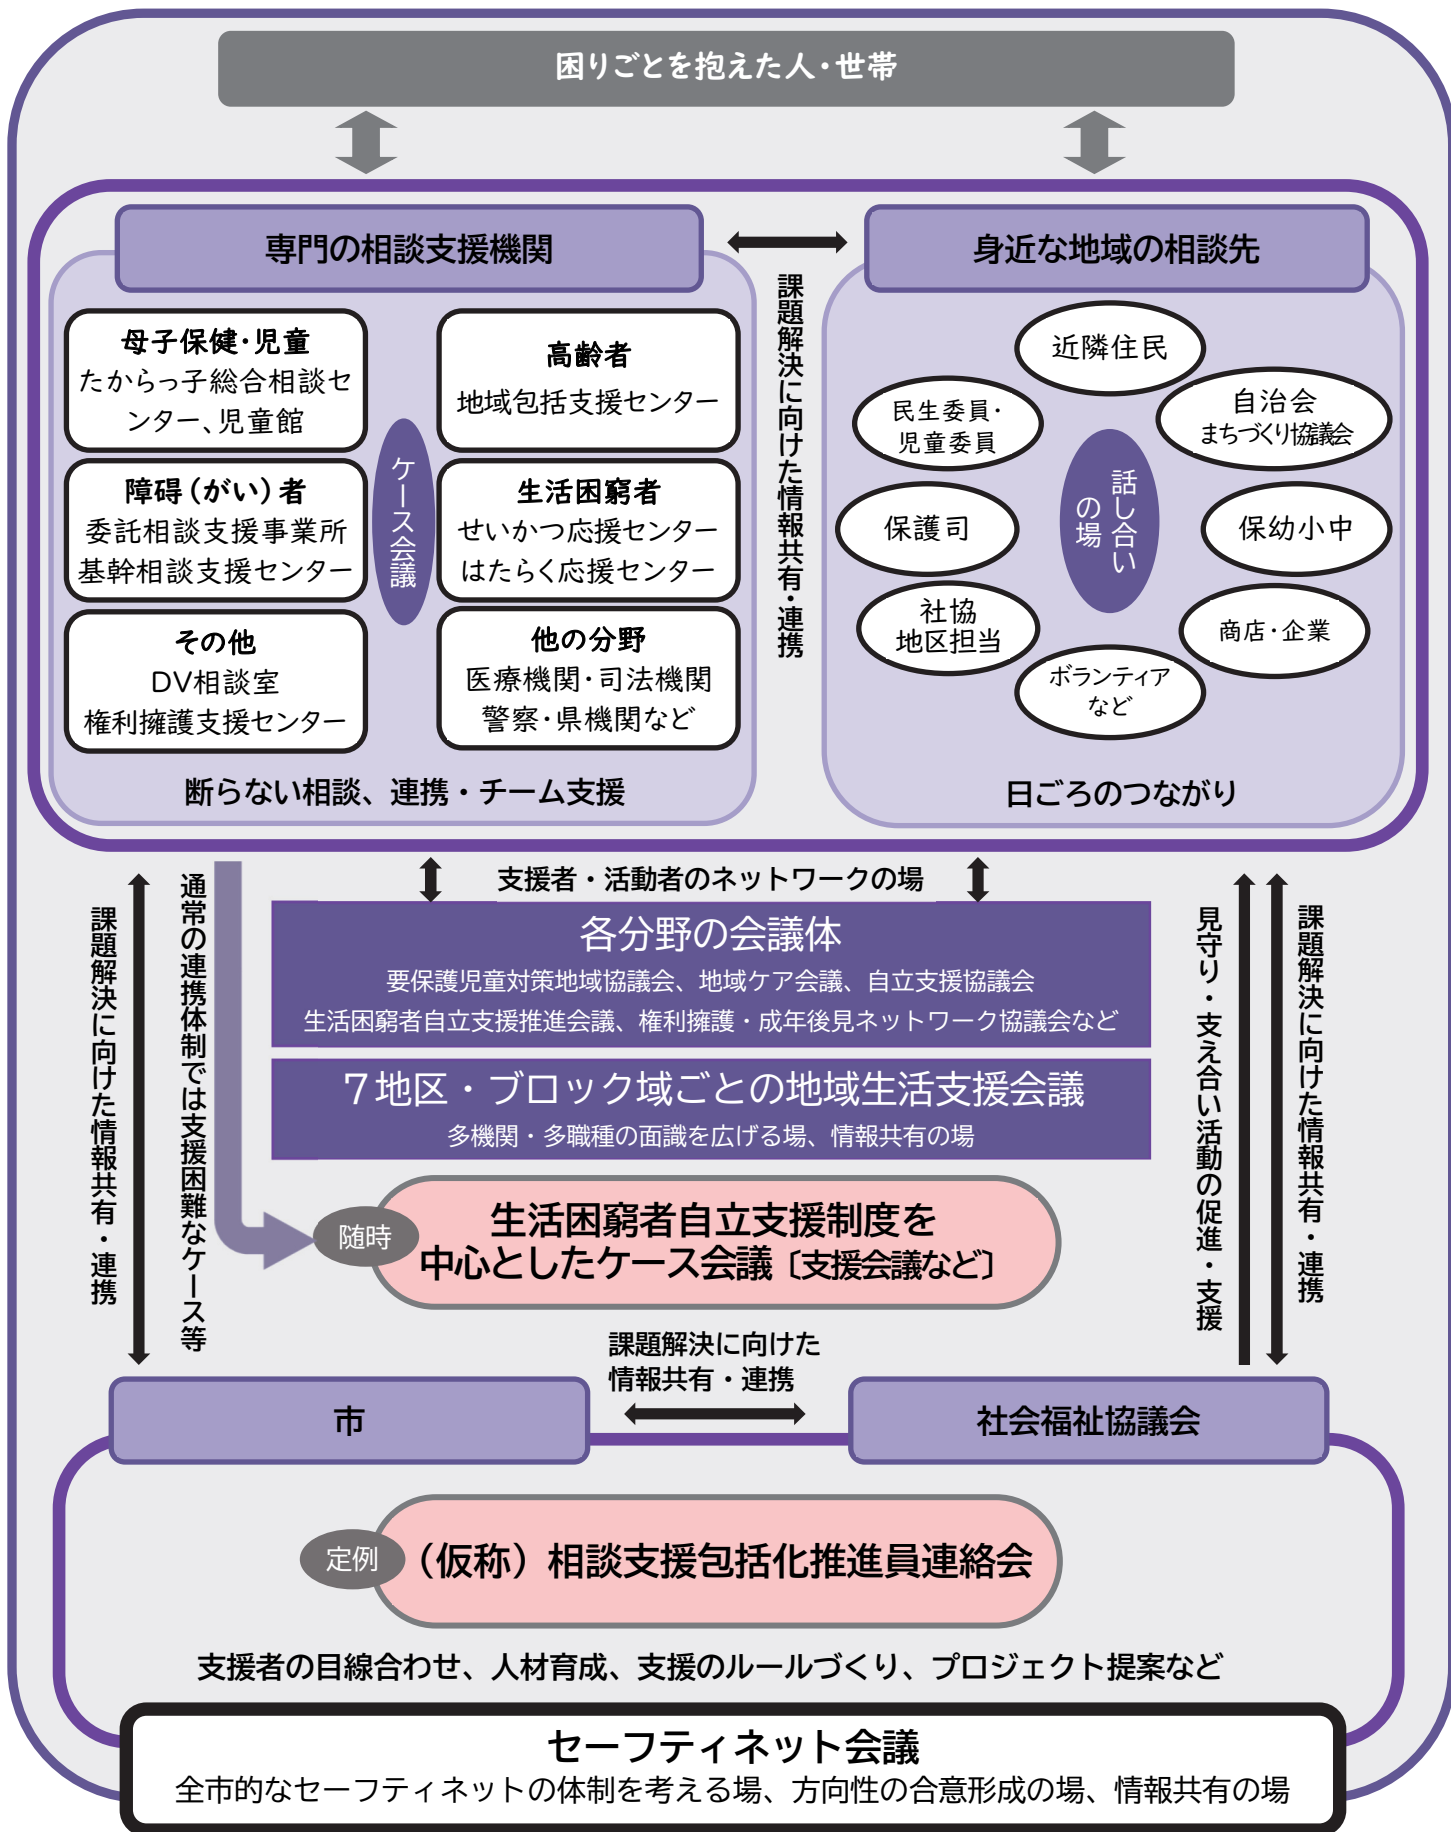 困りごとを抱えた人・世帯
専門の相談支援機関
母子保健・児童
たからっ子総合相談セ
ンター、児童館
高齢者
地域包括支援センター
障碍（がい）者
委託相談支援事業所
基幹相談支援センター
生活困窮者
せいかつ応援センター
はたらく応援センター
その他
DV相談室
権利擁護支援センター
他の分野
医療機関・司法機関
警察・県機関など
ケース会議
断らない相談、連携・チーム支援
課題解決に向けた情報共有・連携
身近な地域の相談先
近隣住民
民生委員・
児童委員
自治会
まちづくり協議会
保護司
保幼小中
社協
地区担当
商店・企業
ボランティア
など
話し合い
の場
日ごろのつながり
支援者・活動者のネットワークの場
各分野の会議体
要保護児童対策地域協議会、地域ケア会議、自立支援協議会
生活困窮者自立支援推進会議、権利擁護・成年後見ネットワーク協議会など
７地区・ブロック域ごとの地域生活支援会議
多機関・多職種の面識を広げる場、情報共有の場
課題解決に向けた情報共有・連携
通常の連携体制では支援困難なケース等
随時
生活困窮者自立支援制度を
中心としたケース会議〔支援会議など〕
見守り・支え合い活動の促進・支援
課題解決に向けた情報共有・連携
課題解決に向けた
情報共有・連携
市
社会福祉協議会
定例
（仮称）相談支援包括化推進員連絡会
支援者の目線合わせ、人材育成、支援のルールづくり、プロジェクト提案など
セーフティネット会議
全市的なセーフティネットの体制を考える場、方向性の合意形成の場、情報共有の場